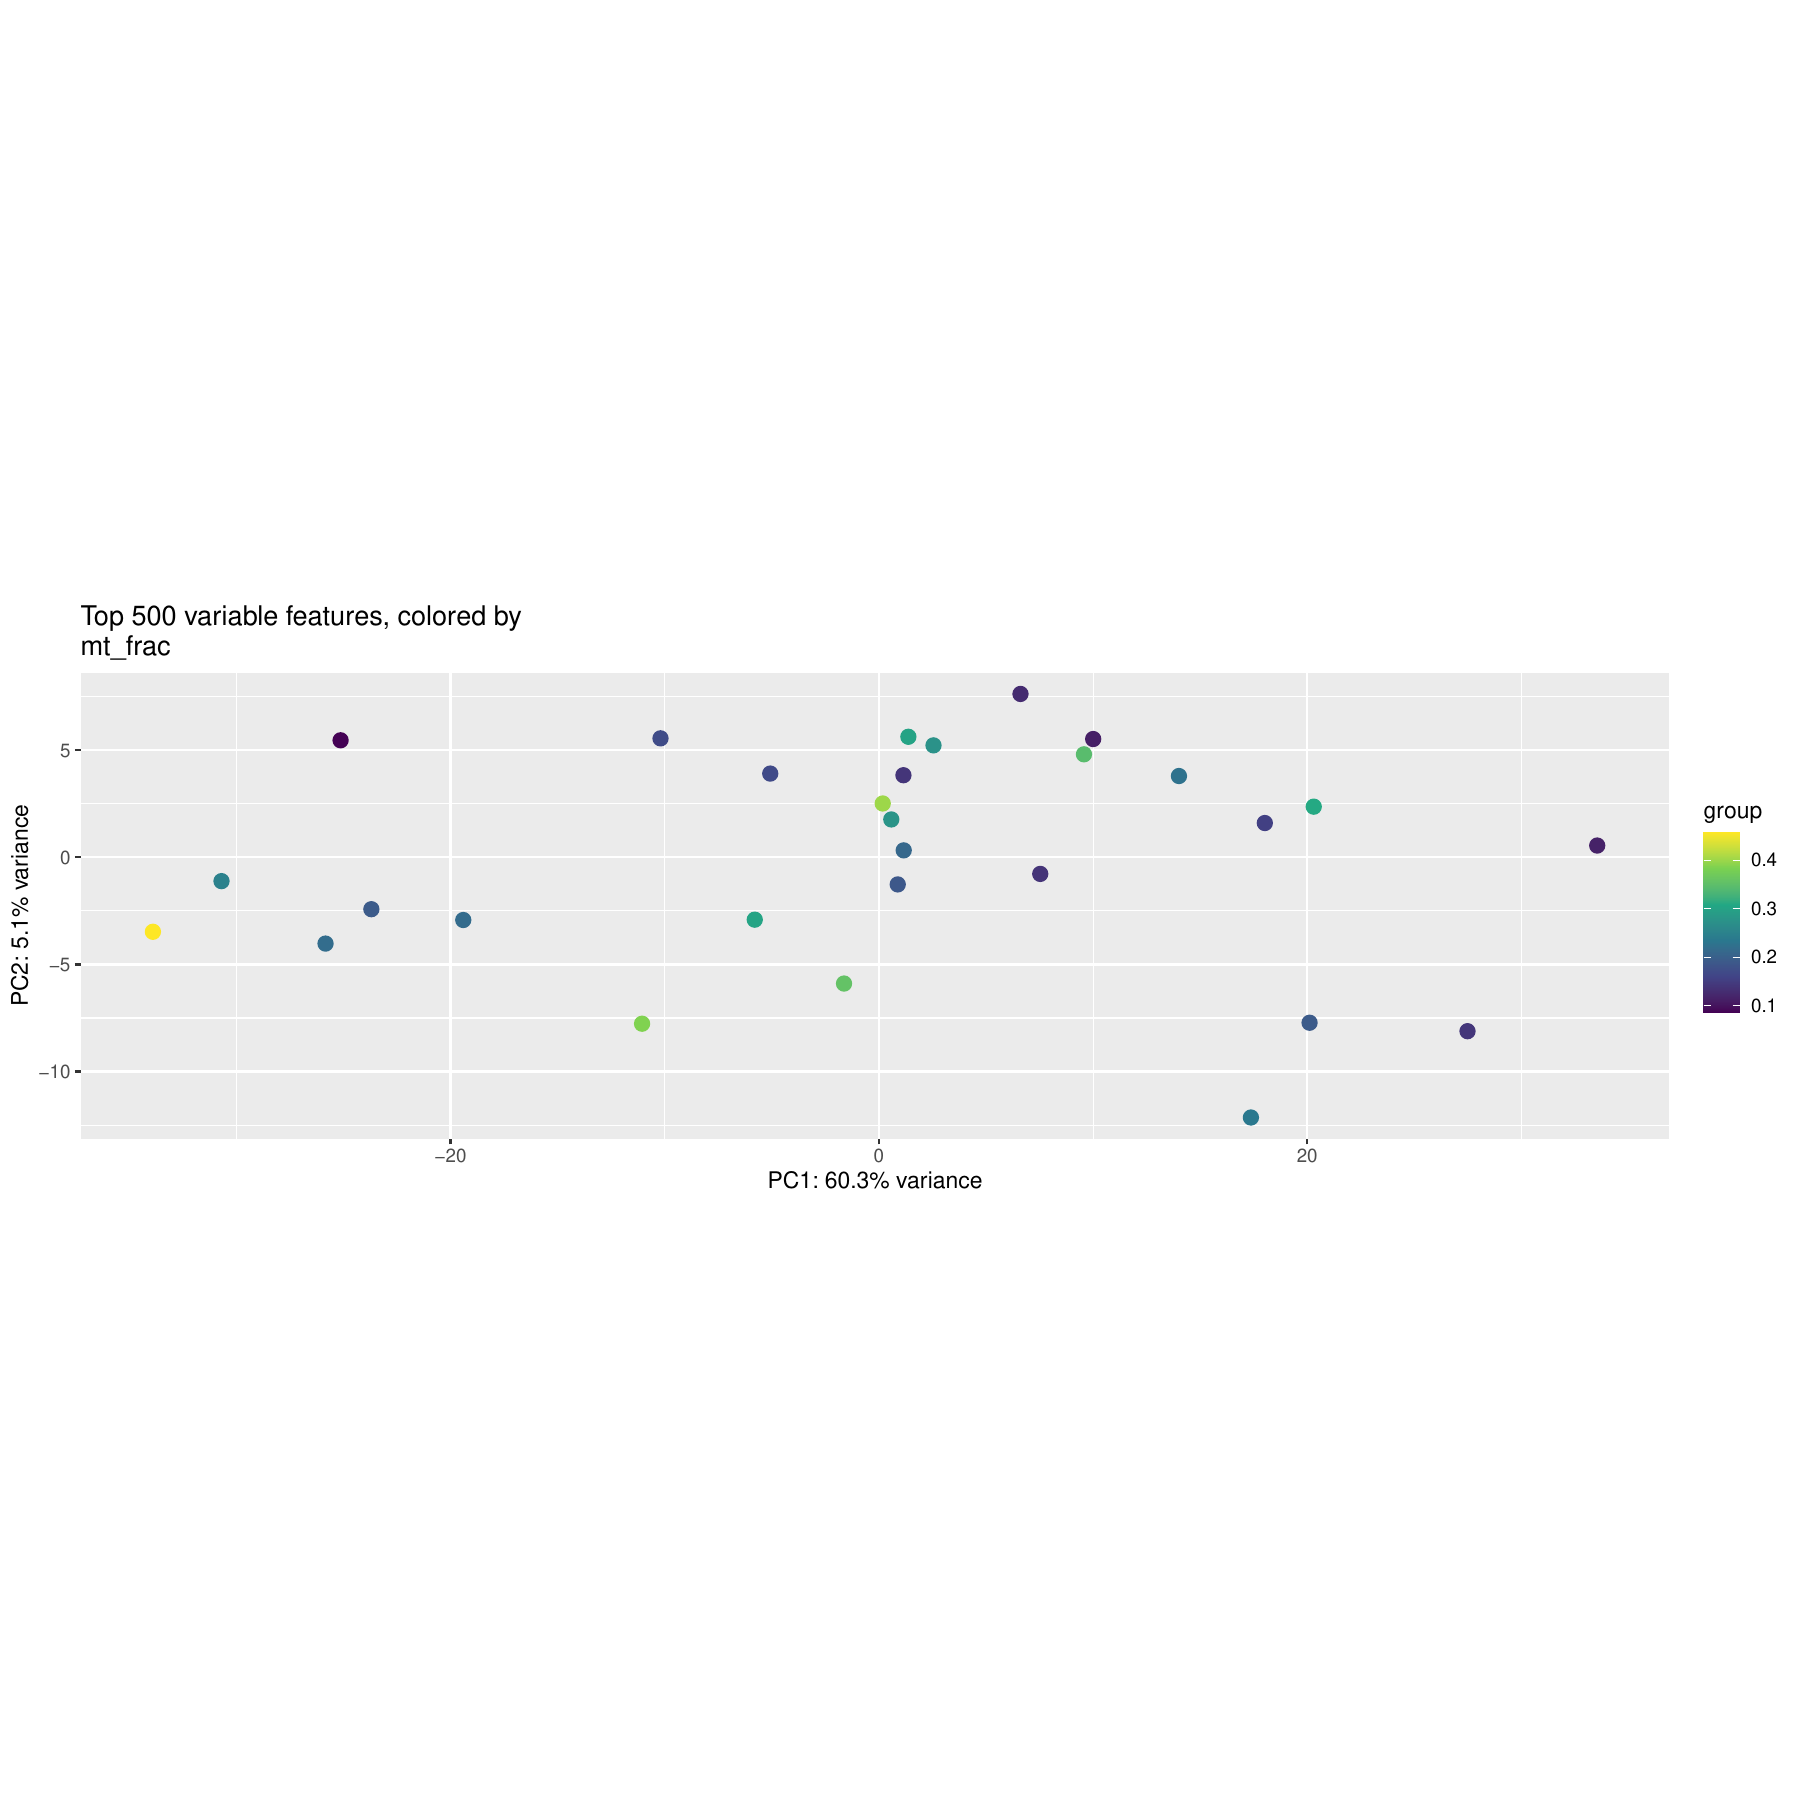 Top 500 variable features, colored by
mt_frac
5
0
−5
−10
PC2: 5.1% variance
−20
0
20
PC1: 60.3% variance
group
0.4
0.3
0.2
0.1